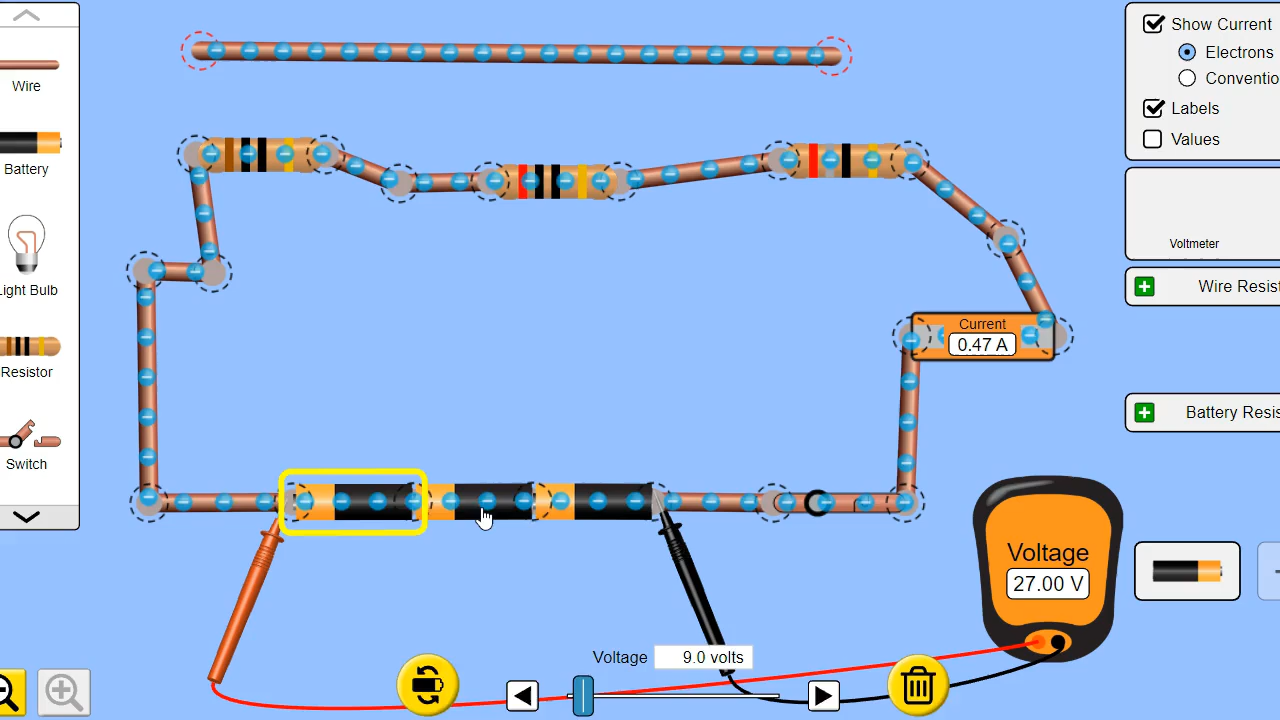 Wire
Battery
Light Bulb
Resistor
Switch
Show Current
Electrons
Conventio
Labels
Values
Voltmeter
Wire Resist
Current
0.47 A
Battery Resis
Voltage
27.00 V
Voltage 9.0 volts